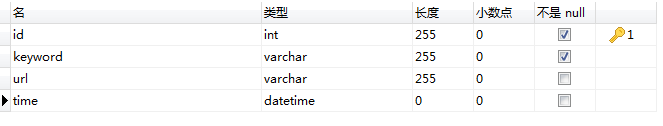 名 类型 长度 小数点 不是 null
id int 255 0 1
keyword varchar 255 0
url varchar 255 0
time datetime 0 0